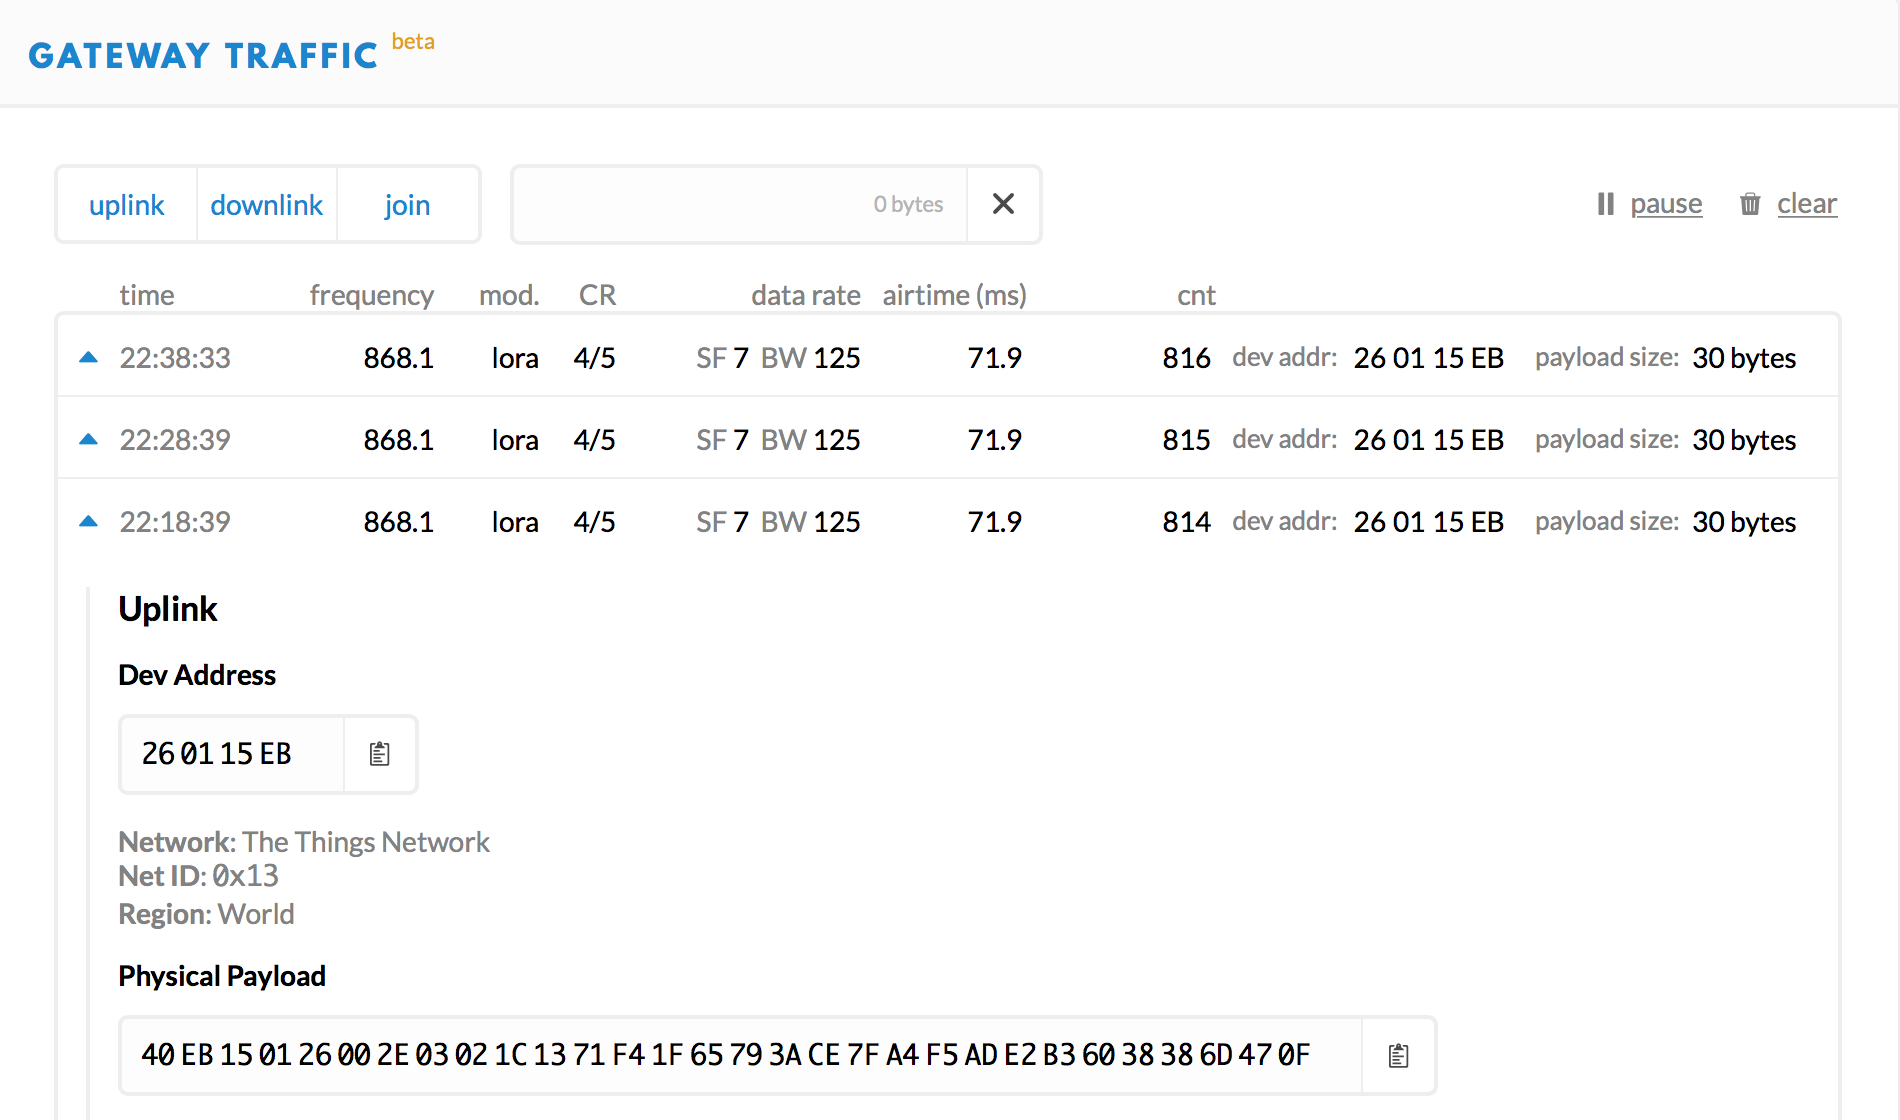 GATEWAY TRAFFIC beta
uplink downlink join 0 bytes pause clear
time frequency mod. CR data rate airtime (ms) cnt
22:38:33 868.1 lora 4/5 SF 7 BW 125 71.9 816 dev addr: 26 01 15 EB payload size: 30 bytes
22:28:39 868.1 lora 4/5 SF 7 BW 125 71.9 815 dev addr: 26 01 15 EB payload size: 30 bytes
22:18:39 868.1 lora 4/5 SF 7 BW 125 71.9 814 dev addr: 26 01 15 EB payload size: 30 bytes
Uplink
Dev Address
26 01 15 EB
Network: The Things Network
Net ID: 0x13
Region: World
Physical Payload
40 EB 15 01 26 00 2E 03 02 1C 13 71 F4 1F 65 79 3A CE 7F A4 F5 AD E2 B3 60 38 38 6D 47 0F